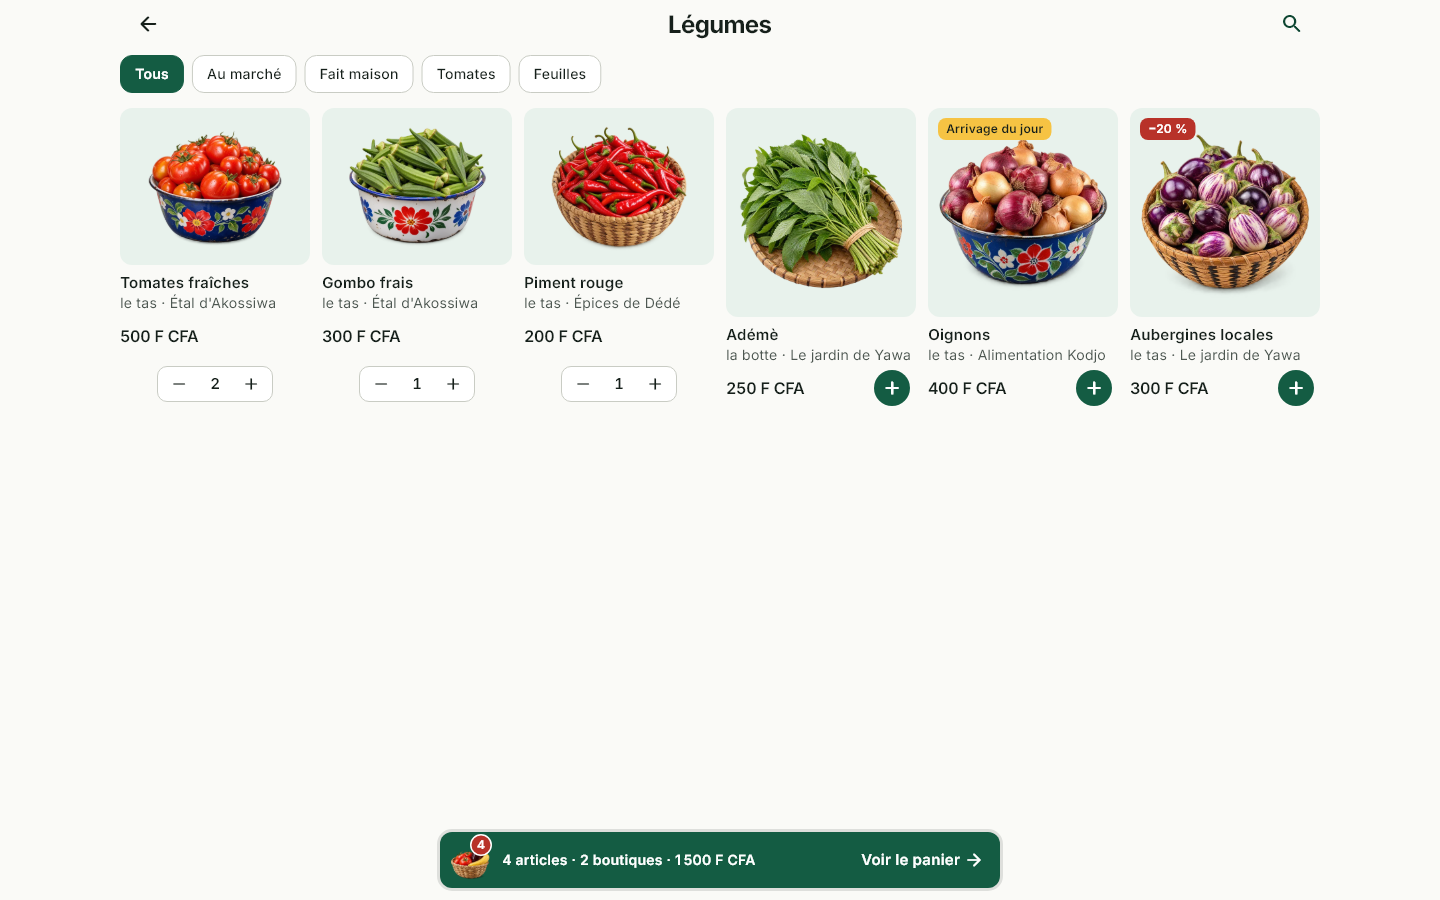 Légumes
Tous
Au marché
Fait maison
Tomates
Feuilles
Tomates fraîches
le tas · Étal d'Akossiwa
500 F CFA
2
Gombo frais
le tas · Étal d'Akossiwa
300 F CFA
1
Piment rouge
le tas · Épices de Dédé
200 F CFA
1
Adémè
la botte · Le jardin de Yawa
250 F CFA
Arrivage du jour
Oignons
le tas · Alimentation Kodjo
400 F CFA
−20 %
Aubergines locales
le tas · Le jardin de Yawa
300 F CFA
4
4 articles · 2 boutiques · 1 500 F CFA
Voir le panier